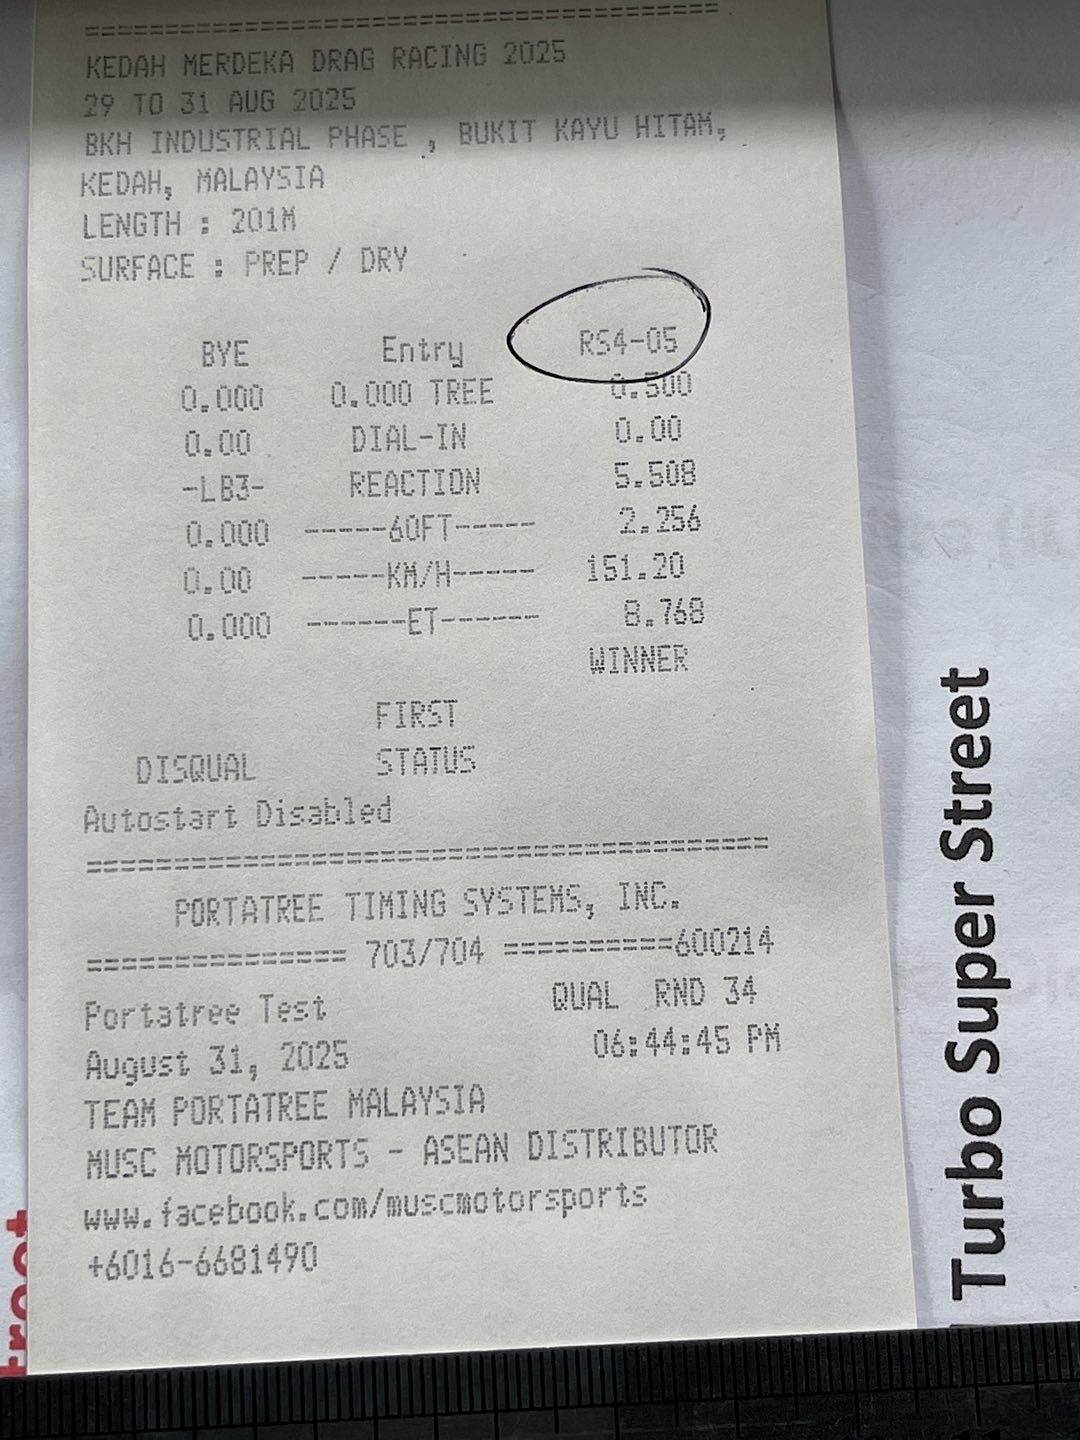 ========================================
KEDAH MERDEKA DRAG RACING 2025
29 TO 31 AUG 2025
BKH INDUSTRIAL PHASE , BUKIT KAYU HITAM,
KEDAH, MALAYSIA
LENGTH : 201M
SURFACE : PREP / DRY
BYE Entry RS4-05
0.000 0.000 TREE 0.500
0.00 DIAL-IN 0.00
-LB3- REACTION 5.508
0.000 -----60FT----- 2.256
0.00 -----KM/H----- 151.20
0.000 ------ET------ 8.768
WINNER
FIRST
DISQUAL STATUS
Autostart Disabled
========================================
PORTATREE TIMING SYSTEMS, INC.
=============== 703/704 ==========600214
Portatree Test QUAL RND 34
August 31, 2025 06:44:45 PM
TEAM PORTATREE MALAYSIA
MUSC MOTORSPORTS - ASEAN DISTRIBUTOR
www.facebook.com/muscmotorsports
+6016-6681490
Turbo Super Street